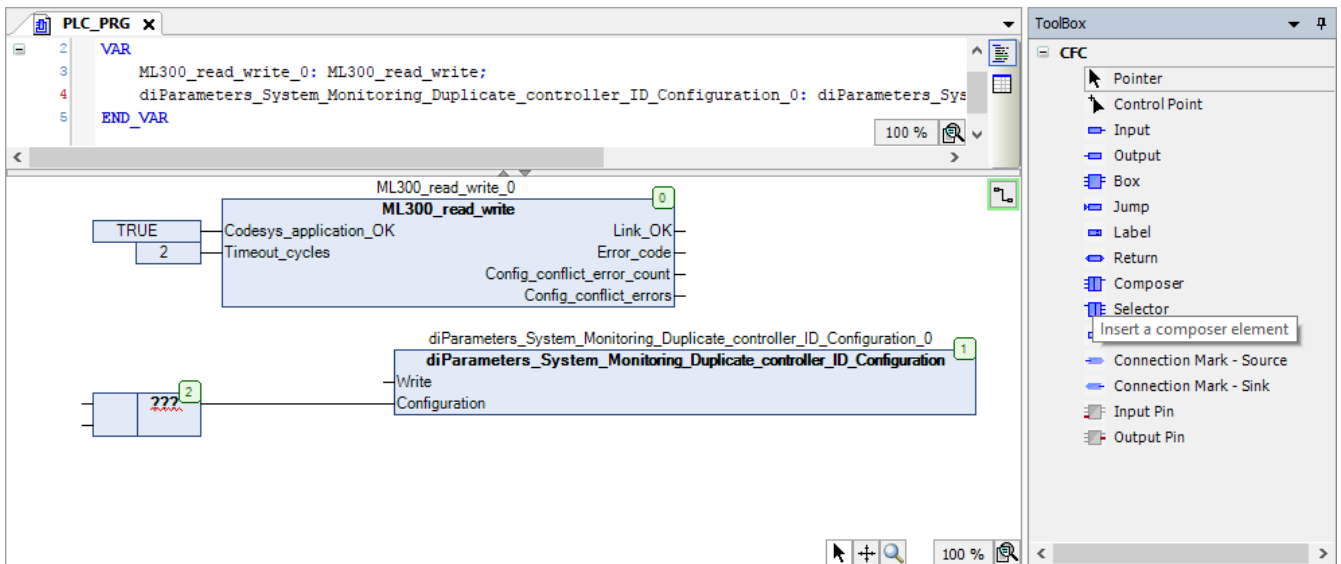 PLC_PRG X
2 VAR
3 ML300_read_write_0: ML300_read_write;
4 diParameters_System_Monitoring_Duplicate_controller_ID_Configuration_0: diParameters_Sys
5 END_VAR
100 %
ML300_read_write_0
0
ML300_read_write
TRUE Codesys_application_OK Link_OK
2 Timeout_cycles Error_code
Config_conflict_error_count
Config_conflict_errors
diParameters_System_Monitoring_Duplicate_controller_ID_Configuration_0
1
diParameters_System_Monitoring_Duplicate_controller_ID_Configuration
Write
??? 2 Configuration
100 %
ToolBox
CFC
Pointer
Control Point
Input
Output
Box
Jump
Label
Return
Composer
Selector
Insert a composer element
Connection Mark - Source
Connection Mark - Sink
Input Pin
Output Pin